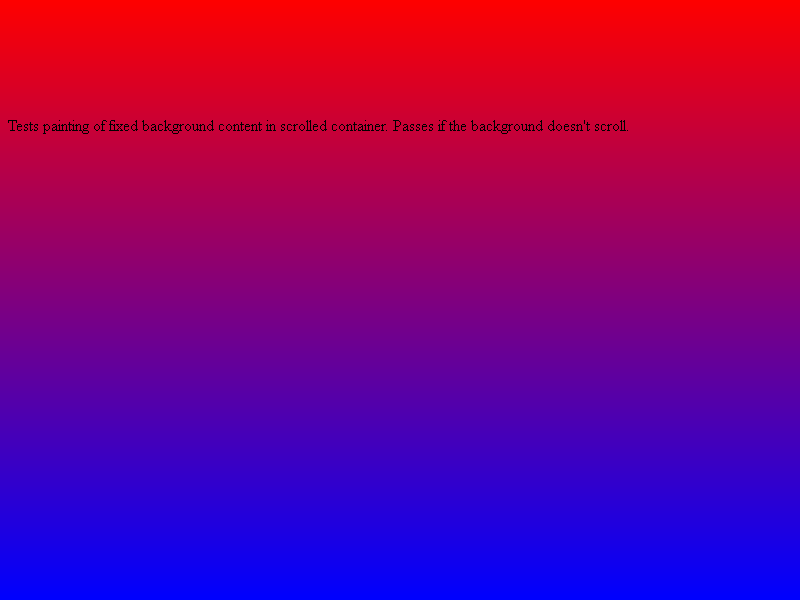 Tests painting of fixed background content in scrolled container. Passes if the background doesn't scroll.